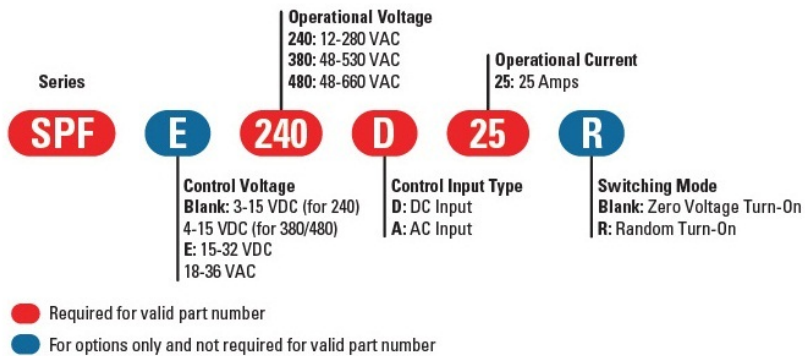 Operational Voltage
240: 12-280 VAC
380: 48-530 VAC
480: 48-660 VAC
Operational Current
25: 25 Amps
Series
SPF E 240 D 25 R
Control Voltage
Blank: 3-15 VDC (for 240)
4-15 VDC (for 380/480)
E: 15-32 VDC
18-36 VAC
Control Input Type
D: DC Input
A: AC Input
Switching Mode
Blank: Zero Voltage Turn-On
R: Random Turn-On
Required for valid part number
For options only and not required for valid part number